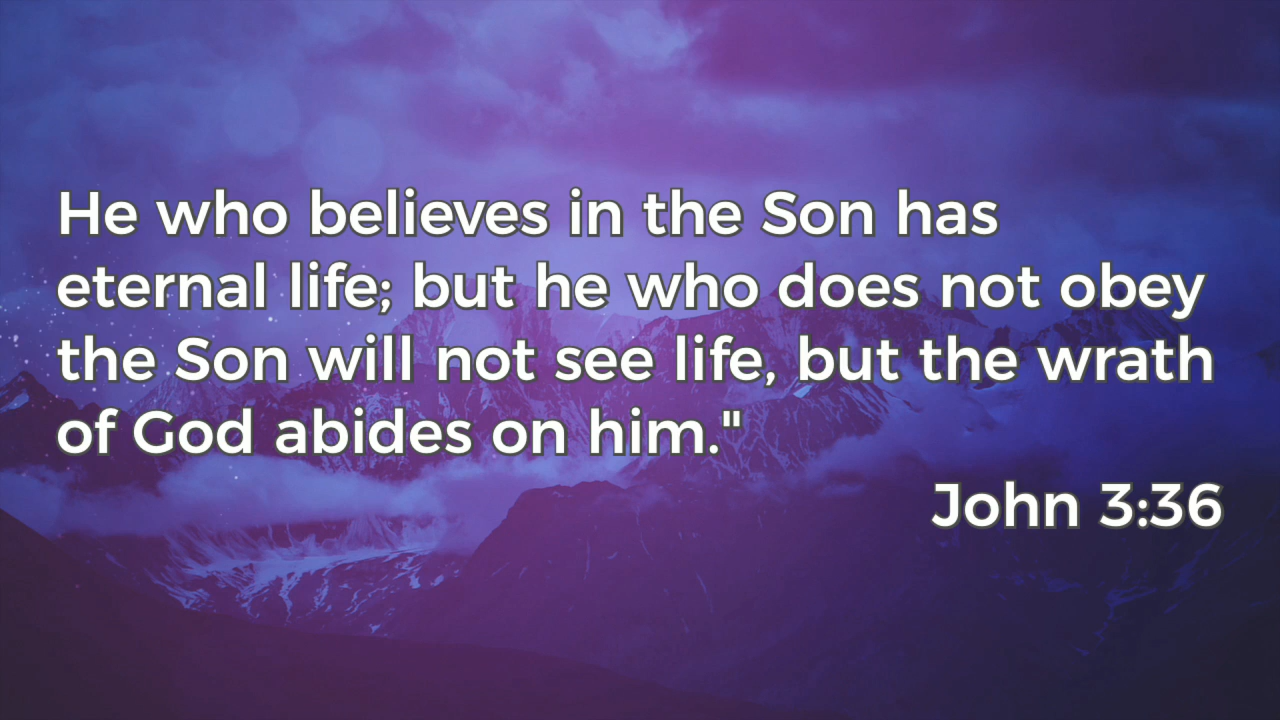 He who believes in the Son has
eternal life; but he who does not obey
the Son will not see life, but the wrath
of God abides on him."
John 3:36